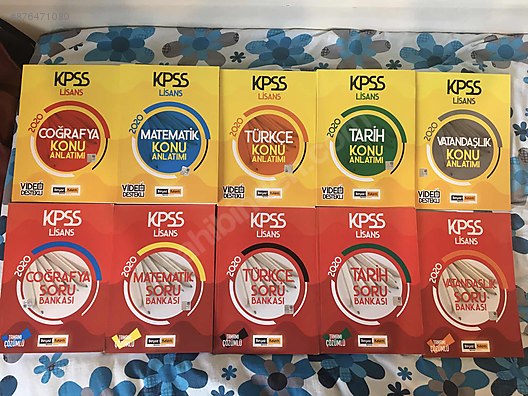 #876471080
KPSS
LİSANS
2020
COĞRAFYA
KONU
ANLATIMI
VİDEO
DESTEKLİ
KPSS
LİSANS
2020
MATEMATİK
KONU
ANLATIMI
VİDEO
DESTEKLİ
KPSS
LİSANS
2020
TÜRKÇE
KONU
ANLATIMI
VİDEO
DESTEKLİ
KPSS
LİSANS
2020
TARİH
KONU
ANLATIMI
VİDEO
DESTEKLİ
KPSS
LİSANS
2020
VATANDAŞLIK
KONU
ANLATIMI
VİDEO
DESTEKLİ
KPSS
LİSANS
2020
COĞRAFYA
SORU
BANKASI
TAMAMI
ÇÖZÜMLÜ
KPSS
LİSANS
2020
MATEMATİK
SORU
BANKASI
KPSS
LİSANS
2020
TÜRKÇE
SORU
BANKASI
TAMAMI
ÇÖZÜMLÜ
KPSS
LİSANS
2020
TARİH
SORU
BANKASI
TAMAMI
ÇÖZÜMLÜ
KPSS
LİSANS
2020
VATANDAŞLIK
SORU
BANKASI
TAMAMI
ÇÖZÜMLÜ